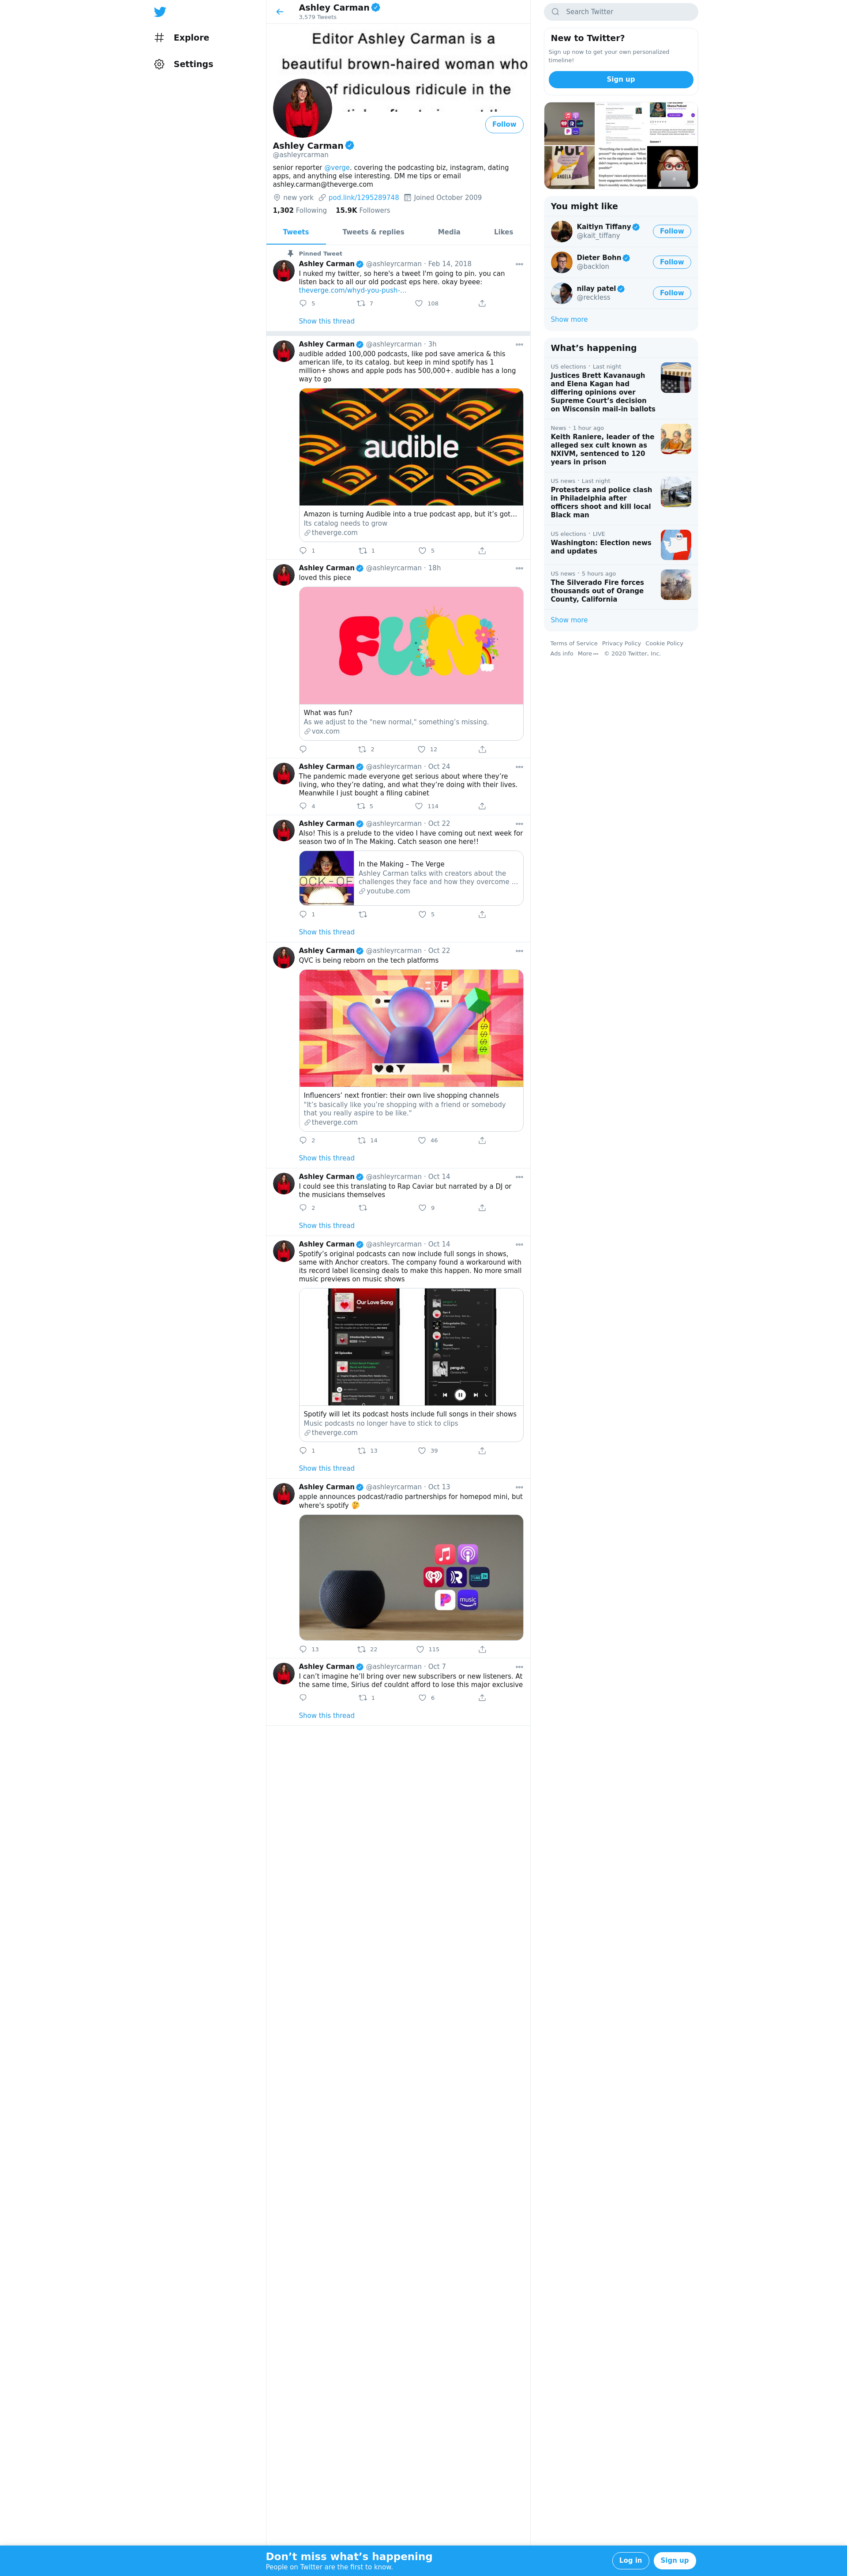 Explore
Settings
Ashley Carman
3,579 Tweets
Editor Ashley Carman is a
beautiful brown-haired woman who
of ridiculous ridicule in the
Follow
Ashley Carman
@ashleyrcarman
senior reporter @verge. covering the podcasting biz, instagram, dating
apps, and anything else interesting. DM me tips or email
ashley.carman@theverge.com
new york pod.link/1295289748 Joined October 2009
1,302 Following 15.9K Followers
Tweets Tweets & replies Media Likes
Pinned Tweet
Ashley Carman @ashleyrcarman · Feb 14, 2018
I nuked my twitter, so here's a tweet I'm going to pin. you can
listen back to all our old podcast eps here. okay byeee:
theverge.com/whyd-you-push-…
5 7 108
Show this thread
Ashley Carman @ashleyrcarman · 3h
audible added 100,000 podcasts, like pod save america & this
american life, to its catalog. but keep in mind spotify has 1
million+ shows and apple pods has 500,000+. audible has a long
way to go
audible
Amazon is turning Audible into a true podcast app, but it's got…
Its catalog needs to grow
theverge.com
1 1 5
Ashley Carman @ashleyrcarman · 18h
loved this piece
FUN
What was fun?
As we adjust to the "new normal," something's missing.
vox.com
2 12
Ashley Carman @ashleyrcarman · Oct 24
The pandemic made everyone get serious about where they're
living, who they're dating, and what they're doing with their lives.
Meanwhile I just bought a filing cabinet
4 5 114
Ashley Carman @ashleyrcarman · Oct 22
Also! This is a prelude to the video I have coming out next week for
season two of In The Making. Catch season one here!!
OCK-OF
In the Making – The Verge
Ashley Carman talks with creators about the
challenges they face and how they overcome …
youtube.com
1 5
Show this thread
Ashley Carman @ashleyrcarman · Oct 22
QVC is being reborn on the tech platforms
Influencers' next frontier: their own live shopping channels
"It's basically like you're shopping with a friend or somebody
that you really aspire to be like."
theverge.com
2 14 46
Show this thread
Ashley Carman @ashleyrcarman · Oct 14
I could see this translating to Rap Caviar but narrated by a DJ or
the musicians themselves
2 9
Show this thread
Ashley Carman @ashleyrcarman · Oct 14
Spotify's original podcasts can now include full songs in shows,
same with Anchor creators. The company found a workaround with
its record label licensing deals to make this happen. No more small
music previews on music shows
Our Love Song
penguin
Spotify will let its podcast hosts include full songs in their shows
Music podcasts no longer have to stick to clips
theverge.com
1 13 39
Show this thread
Ashley Carman @ashleyrcarman · Oct 13
apple announces podcast/radio partnerships for homepod mini, but
where's spotify 🤔
music
13 22 115
Ashley Carman @ashleyrcarman · Oct 7
I can't imagine he'll bring over new subscribers or new listeners. At
the same time, Sirius def couldnt afford to lose this major exclusive
1 6
Show this thread
Search Twitter
New to Twitter?
Sign up now to get your own personalized
timeline!
Sign up
You might like
Kaitlyn Tiffany
@kait_tiffany
Follow
Dieter Bohn
@backlon
Follow
nilay patel
@reckless
Follow
Show more
What's happening
US elections · Last night
Justices Brett Kavanaugh
and Elena Kagan had
differing opinions over
Supreme Court's decision
on Wisconsin mail-in ballots
News · 1 hour ago
Keith Raniere, leader of the
alleged sex cult known as
NXIVM, sentenced to 120
years in prison
US news · Last night
Protesters and police clash
in Philadelphia after
officers shoot and kill local
Black man
US elections · LIVE
Washington: Election news
and updates
US news · 5 hours ago
The Silverado Fire forces
thousands out of Orange
County, California
Show more
Terms of Service Privacy Policy Cookie Policy
Ads info More © 2020 Twitter, Inc.
Don't miss what's happening
People on Twitter are the first to know.
Log in Sign up